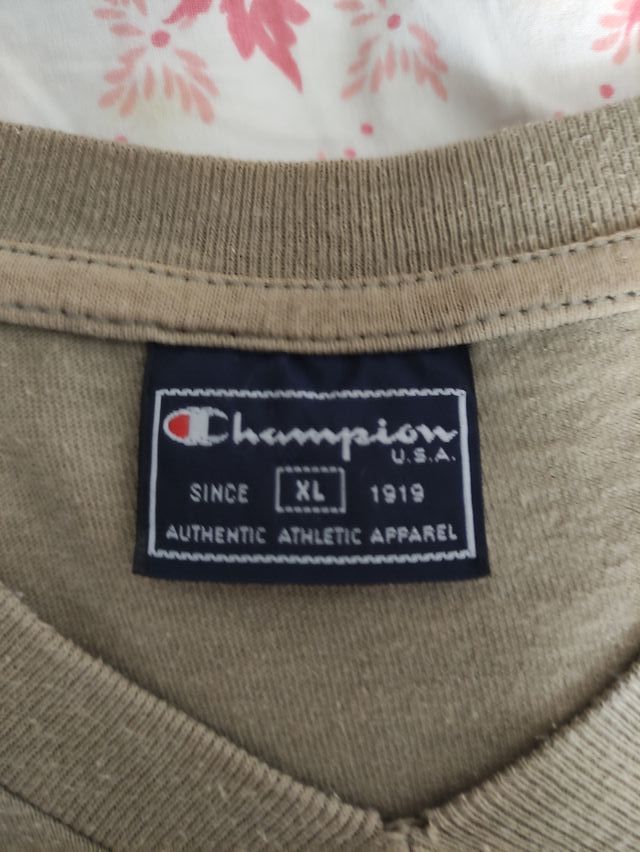 Champion
U.S.A.
SINCE XL 1919
AUTHENTIC ATHLETIC APPAREL